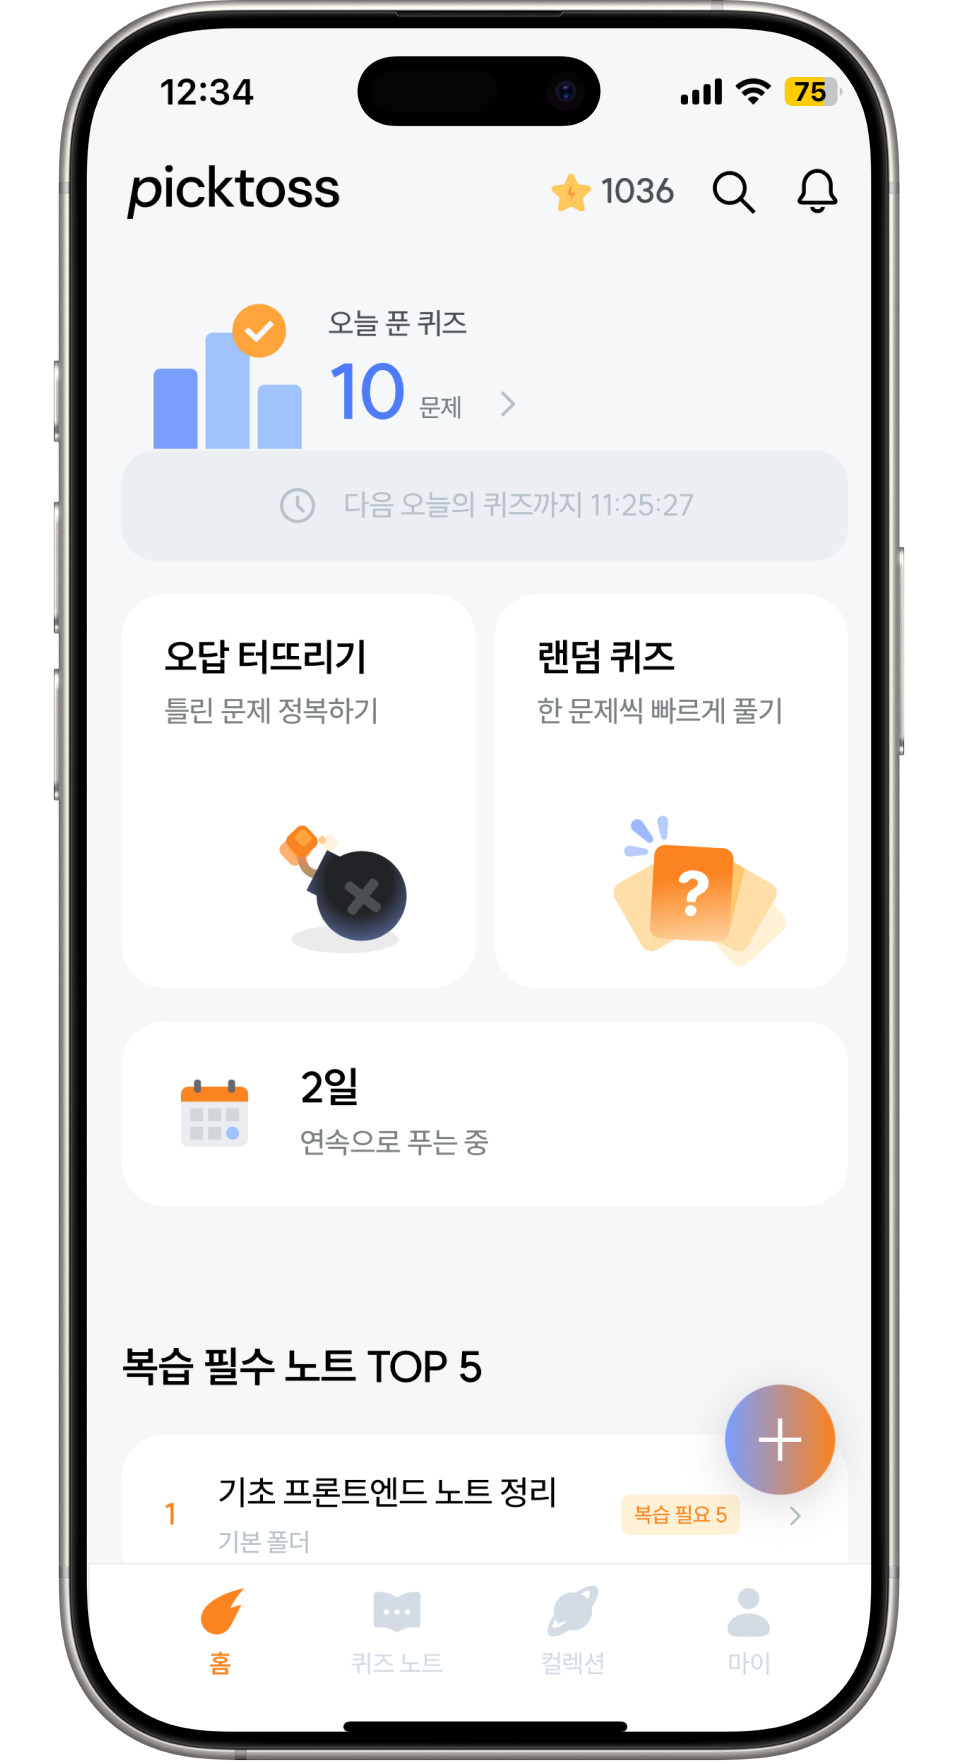 12:34
75
picktoss
1036
오늘 푼 퀴즈
10 문제
다음 오늘의 퀴즈까지 11:25:27
오답 터뜨리기
틀린 문제 정복하기
랜덤 퀴즈
한 문제씩 빠르게 풀기
?
2일
연속으로 푸는 중
복습 필수 노트 TOP 5
1
기초 프론트엔드 노트 정리
기본 폴더
복습 필요 5
홈
퀴즈 노트
컬렉션
마이